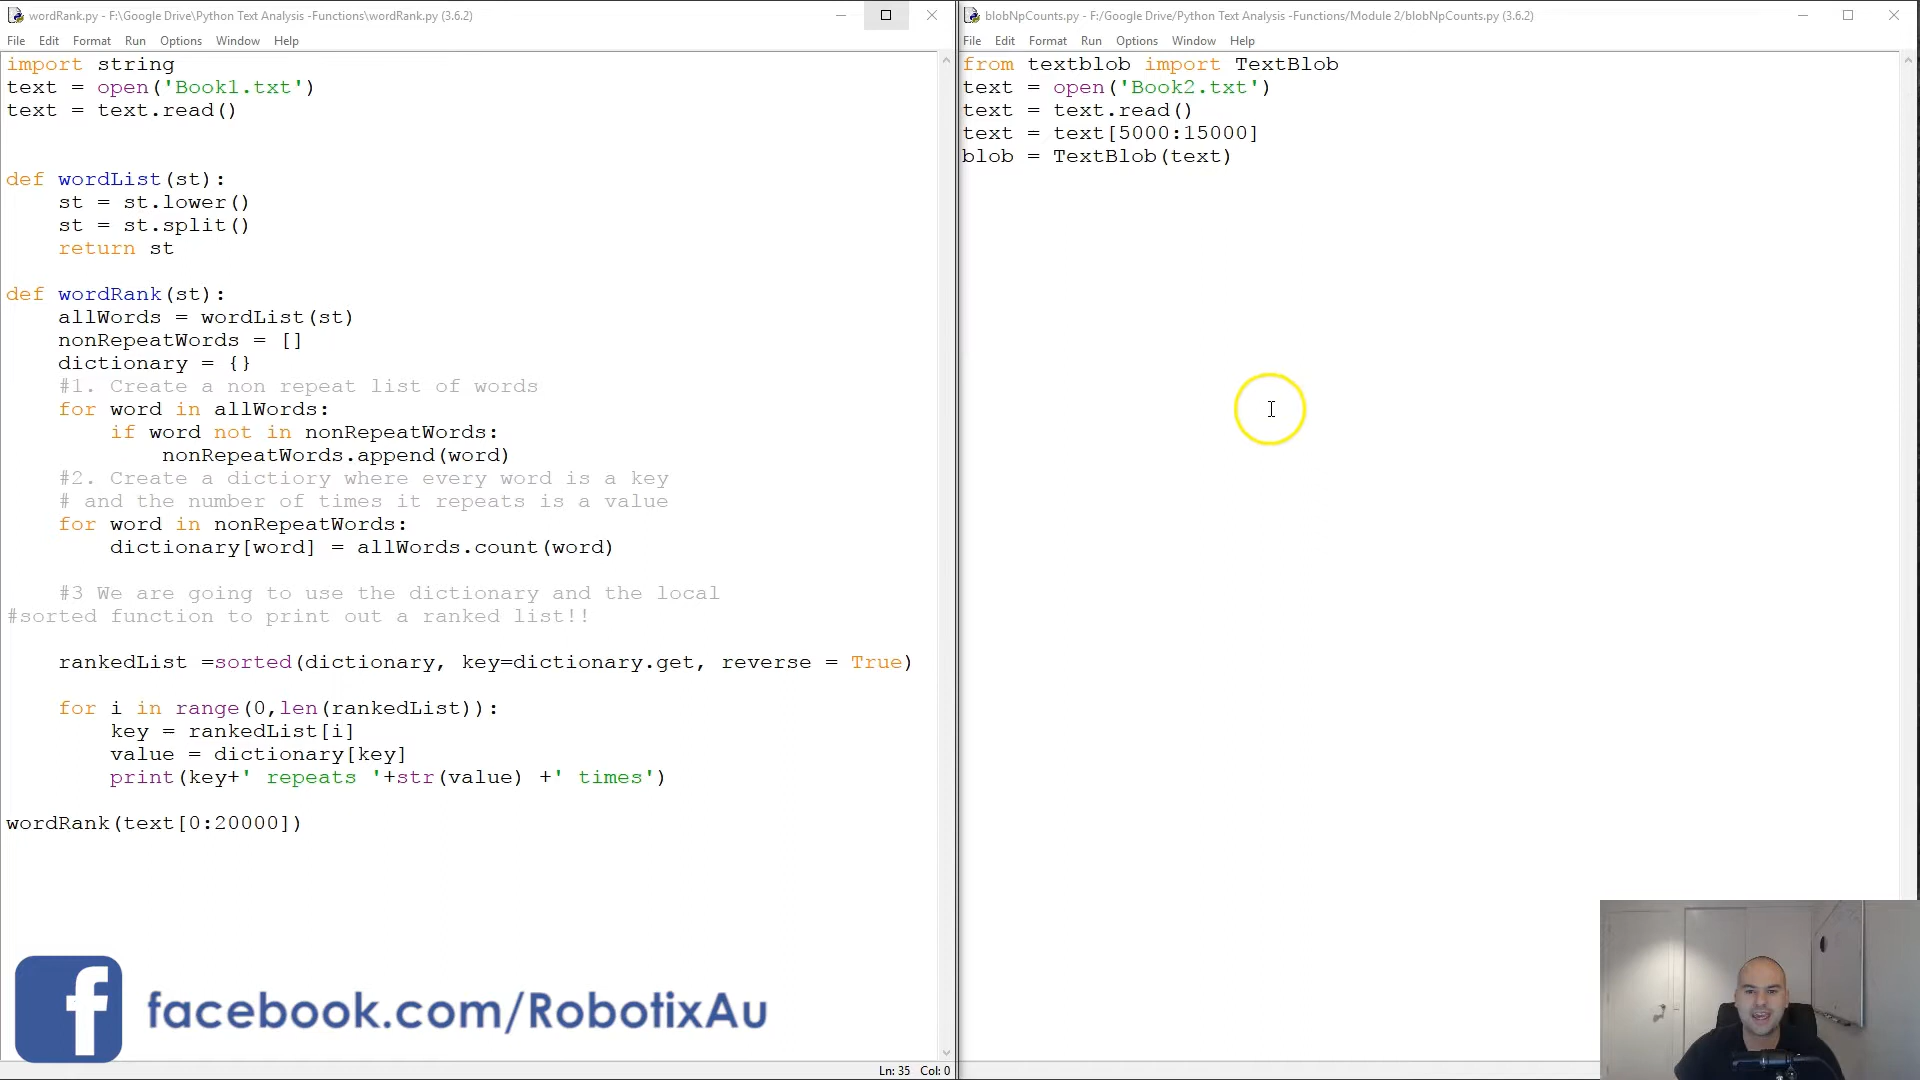 wordRank.py - F:\Google Drive\Python Text Analysis -Functions\wordRank.py (3.6.2)
File Edit Format Run Options Window Help
import string
text = open('Book1.txt')
text = text.read()
def wordList(st):
    st = st.lower()
    st = st.split()
    return st
def wordRank(st):
    allWords = wordList(st)
    nonRepeatWords = []
    dictionary = {}
    #1. Create a non repeat list of words
    for word in allWords:
        if word not in nonRepeatWords:
            nonRepeatWords.append(word)
    #2. Create a dictiory where every word is a key
    # and the number of times it repeats is a value
    for word in nonRepeatWords:
        dictionary[word] = allWords.count(word)
    #3 We are going to use the dictionary and the local
#sorted function to print out a ranked list!!
    rankedList =sorted(dictionary, key=dictionary.get, reverse = True)
    for i in range(0,len(rankedList)):
        key = rankedList[i]
        value = dictionary[key]
        print(key+' repeats '+str(value) +' times')
wordRank(text[0:20000])
facebook.com/RobotixAu
Ln: 35 Col: 0
blobNpCounts.py - F:/Google Drive/Python Text Analysis -Functions/Module 2/blobNpCounts.py (3.6.2)
File Edit Format Run Options Window Help
from textblob import TextBlob
text = open('Book2.txt')
text = text.read()
text = text[5000:15000]
blob = TextBlob(text)